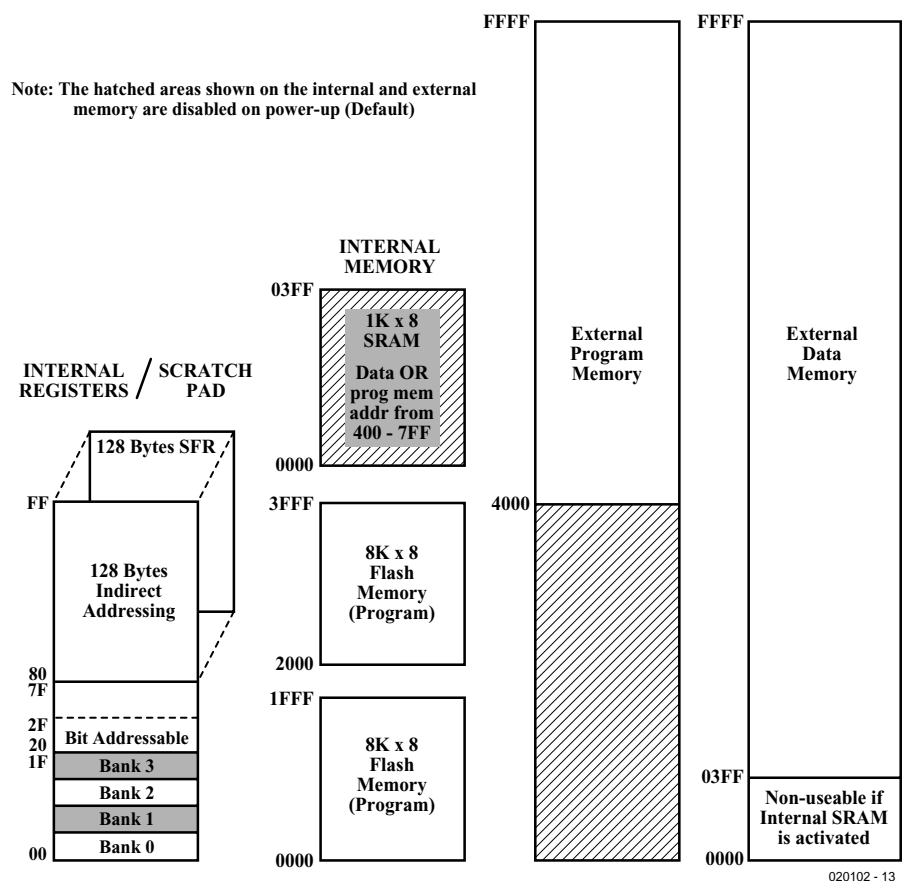 Note: The hatched areas shown on the internal and external
memory are disabled on power-up (Default)
INTERNAL
REGISTERS
/
SCRATCH
PAD
128 Bytes SFR
FF
128 Bytes
Indirect
Addressing
80
7F
2F
20
Bit Addressable
1F
Bank 3
Bank 2
Bank 1
Bank 0
00
INTERNAL
MEMORY
03FF
1K x 8
SRAM
Data OR
prog mem
addr from
400 - 7FF
0000
3FFF
8K x 8
Flash
Memory
(Program)
2000
1FFF
8K x 8
Flash
Memory
(Program)
0000
FFFF
External
Program
Memory
4000
FFFF
External
Data
Memory
03FF
Non-useable if
Internal SRAM
is activated
0000
020102 - 13